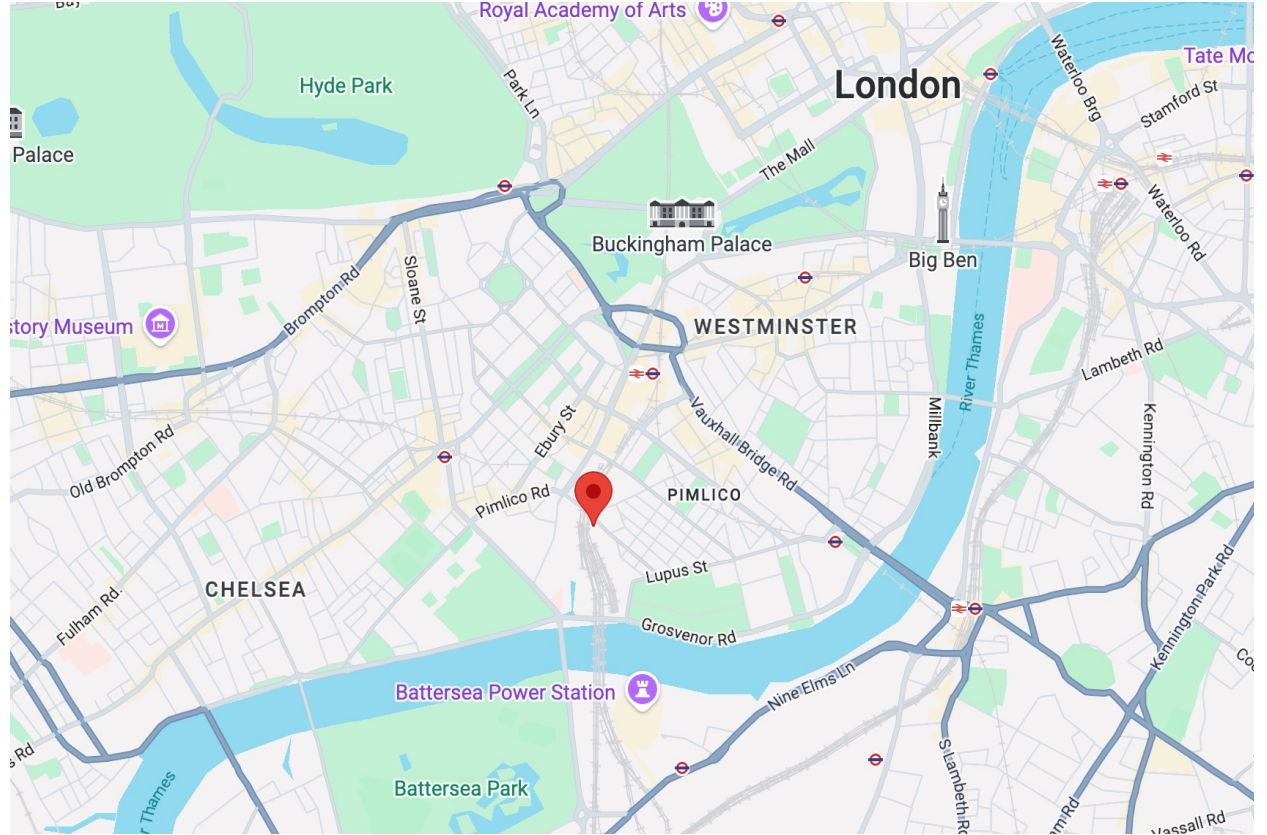 Royal Academy of Arts
Hyde Park
Park Ln
London
Waterloo Brg
Tate Mo
Stamford St
Palace
The Mall
Waterloo Rd
Buckingham Palace
Big Ben
Sloane St
Brompton Rd
story Museum
WESTMINSTER
River Thames
Lambeth Rd
Ebury St
Vauxhall Bridge Rd
Millbank
Kennington Rd
Old Brompton Rd
Pimlico Rd
PIMLICO
Lupus St
CHELSEA
Fulham Rd.
Grosvenor Rd
Kennington Park Rd
Battersea Power Station
Nine Elms Ln
s Rd
r Thames
Battersea Park
S Lambeth Rd
am Rd
Vassall Rd